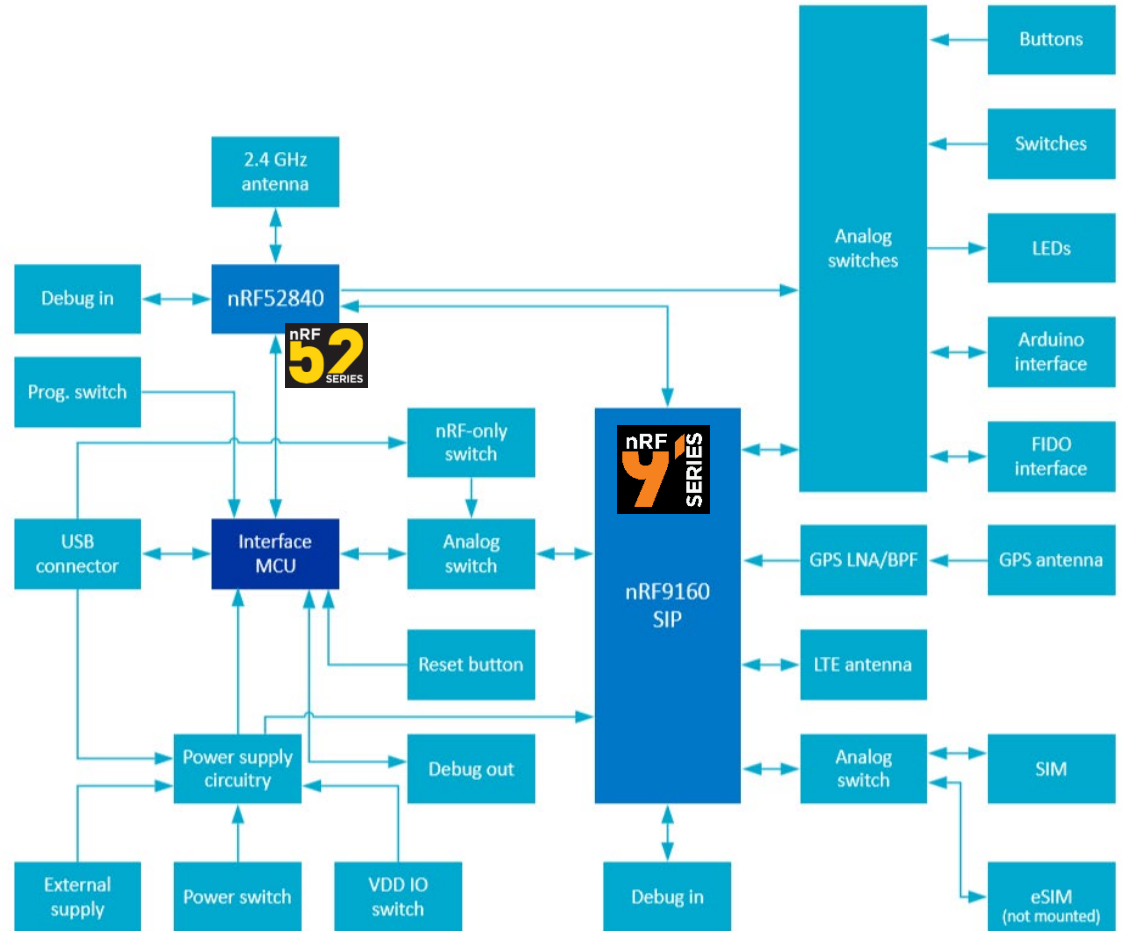 Buttons
Switches
2.4 GHz
antenna
Analog
switches
LEDs
Debug in
nRF52840
nRF
52
SERIES
Arduino
interface
Prog. switch
nRF-only
switch
nRF
91
SERIES
FIDO
interface
USB
connector
Interface
MCU
Analog
switch
nRF9160
SIP
GPS LNA/BPF
GPS antenna
Reset button
LTE antenna
Power supply
circuitry
Debug out
Analog
switch
SIM
External
supply
Power switch
VDD IO
switch
Debug in
eSIM
(not mounted)